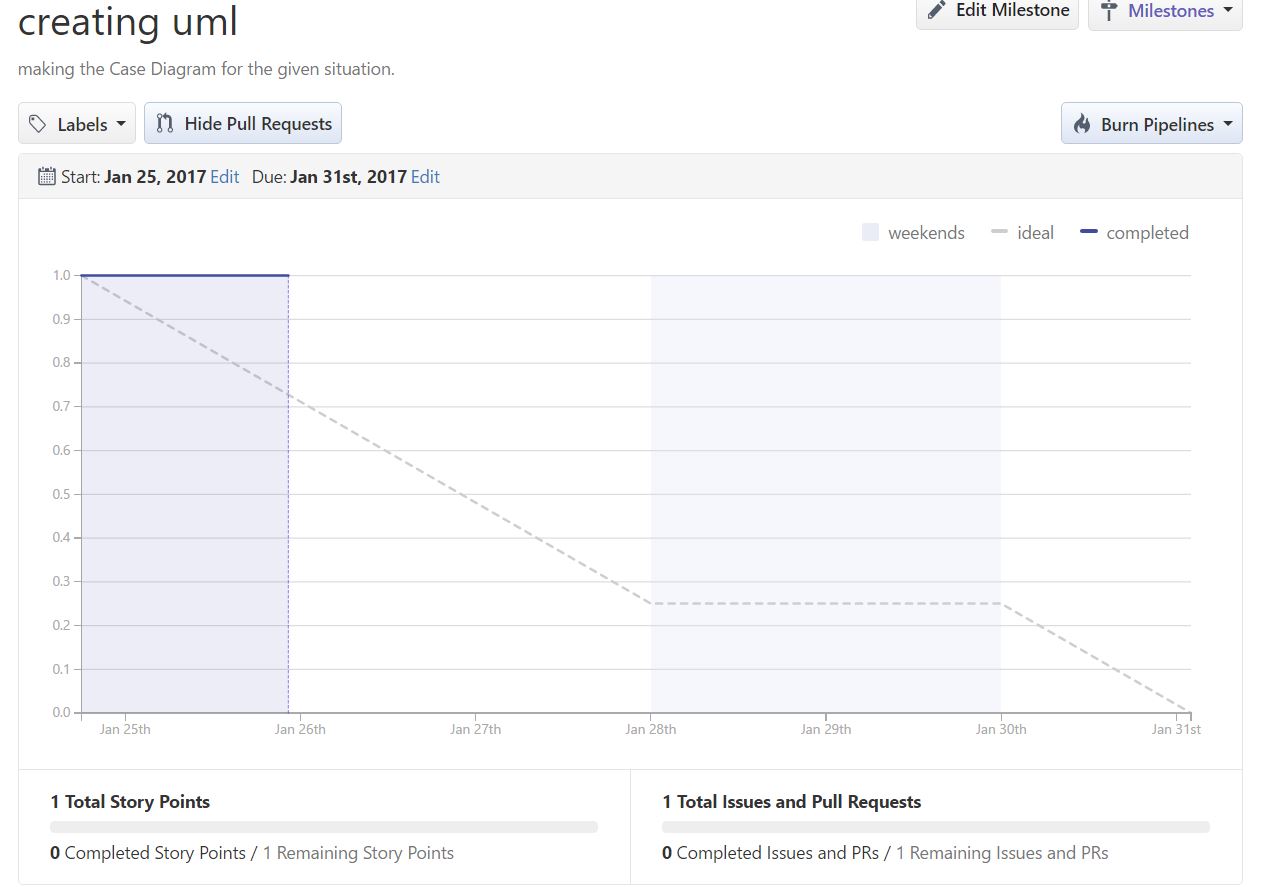 creating uml
Edit Milestone
Milestones
making the Case Diagram for the given situation.
Labels
Hide Pull Requests
Burn Pipelines
Start: Jan 25, 2017 Edit Due: Jan 31st, 2017 Edit
weekends ideal completed
1.0
0.9
0.8
0.7
0.6
0.5
0.4
0.3
0.2
0.1
0.0
Jan 25th Jan 26th Jan 27th Jan 28th Jan 29th Jan 30th Jan 31st
1 Total Story Points
0 Completed Story Points / 1 Remaining Story Points
1 Total Issues and Pull Requests
0 Completed Issues and PRs / 1 Remaining Issues and PRs